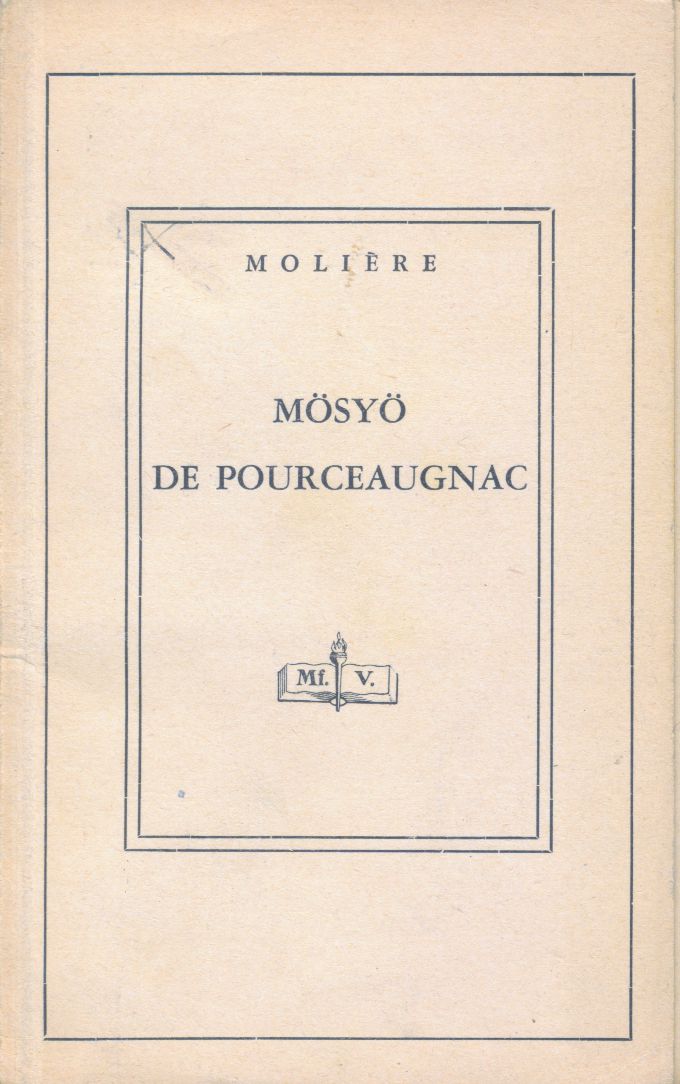 MOLIÈRE
MÖSYÖ
DE POURCEAUGNAC
Mf. V.